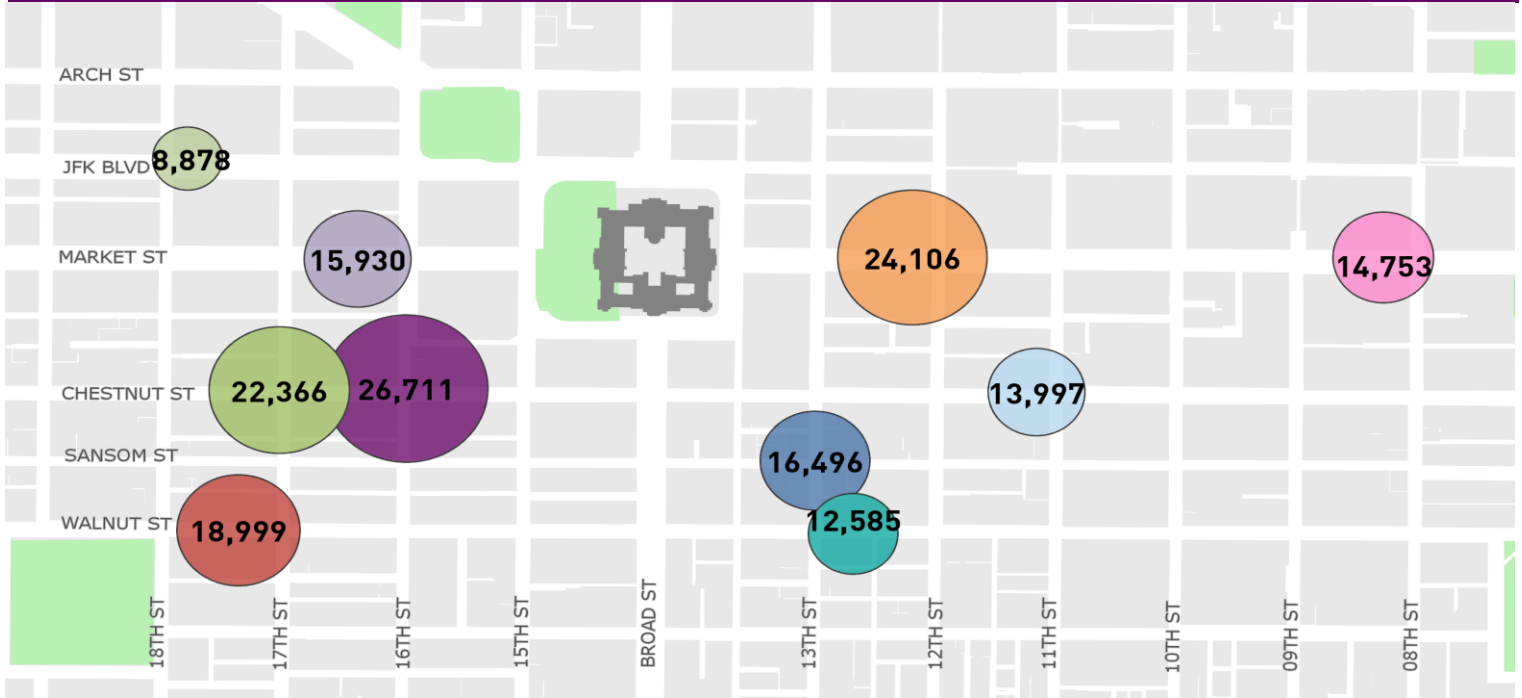 ARCH ST
8,878
JFK BLVD
MARKET ST
15,930
24,106
14,753
CHESTNUT ST
22,366
26,711
13,997
SANSOM ST
16,496
WALNUT ST
18,999
12,585
18TH ST
17TH ST
16TH ST
15TH ST
BROAD ST
13TH ST
12TH ST
11TH ST
10TH ST
09TH ST
08TH ST